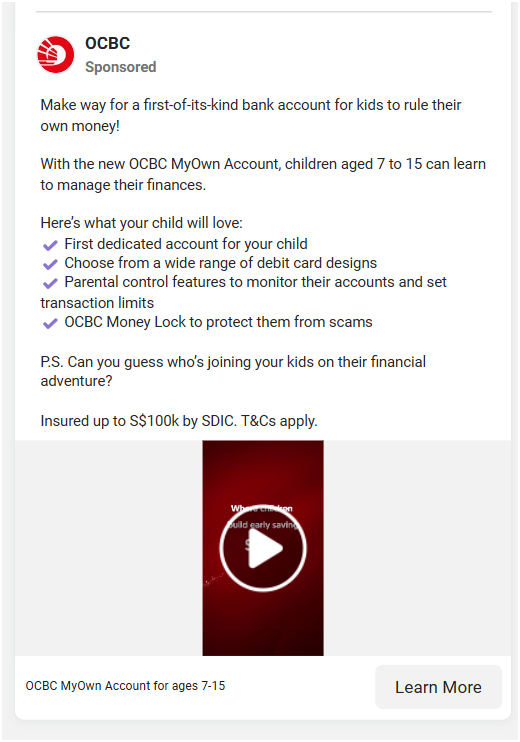 OCBC
Sponsored
Make way for a first-of-its-kind bank account for kids to rule their
own money!
With the new OCBC MyOwn Account, children aged 7 to 15 can learn
to manage their finances.
Here’s what your child will love:
✔ First dedicated account for your child
✔ Choose from a wide range of debit card designs
✔ Parental control features to monitor their accounts and set
transaction limits
✔ OCBC Money Lock to protect them from scams
P.S. Can you guess who’s joining your kids on their financial
adventure?
Insured up to S$100k by SDIC. T&Cs apply.
Where children
build early saving
OCBC MyOwn Account for ages 7-15
Learn More